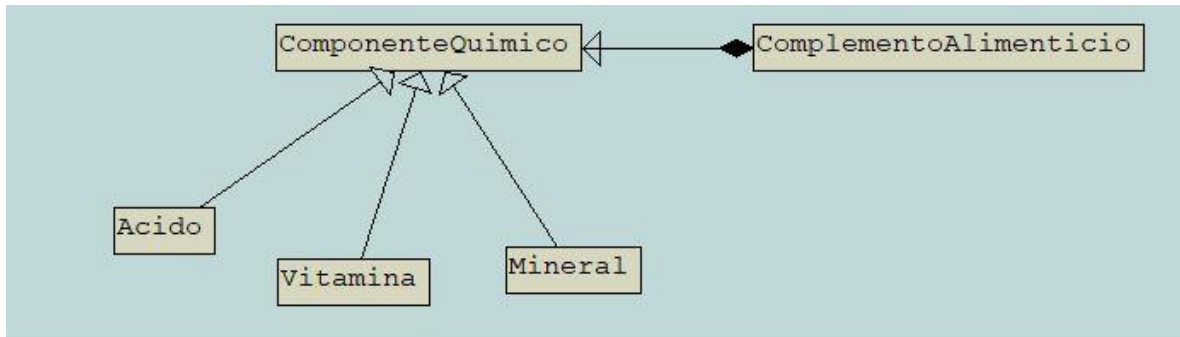 ComponenteQuimico
ComplementoAlimenticio
Acido
Vitamina
Mineral